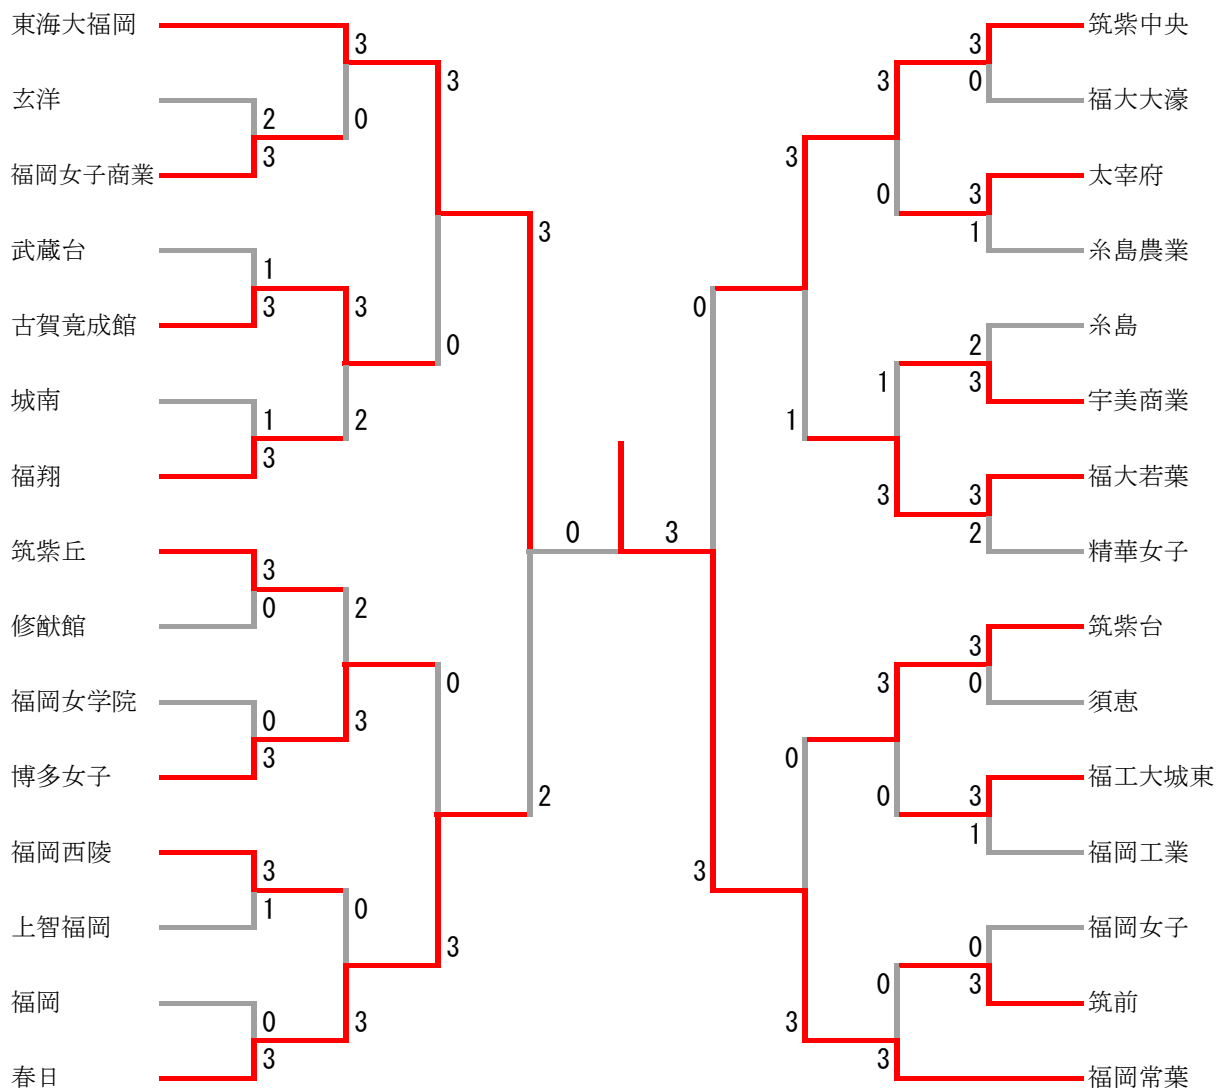 東海大福岡
玄洋
福岡女子商業
武蔵台
古賀竟成館
城南
福翔
筑紫丘
修猷館
福岡女学院
博多女子
福岡西陵
上智福岡
福岡
春日
2
3
1
3
1
3
3
0
0
3
3
1
0
3
3
0
3
2
2
3
0
3
3
0
0
3
3
2
0
3
0
3
3
1
0
3
3
0
1
3
3
0
0
3
3
0
3
1
2
3
3
2
3
0
3
1
0
3
筑紫中央
福大大濠
太宰府
糸島農業
糸島
宇美商業
福大若葉
精華女子
筑紫台
須恵
福工大城東
福岡工業
福岡女子
筑前
福岡常葉